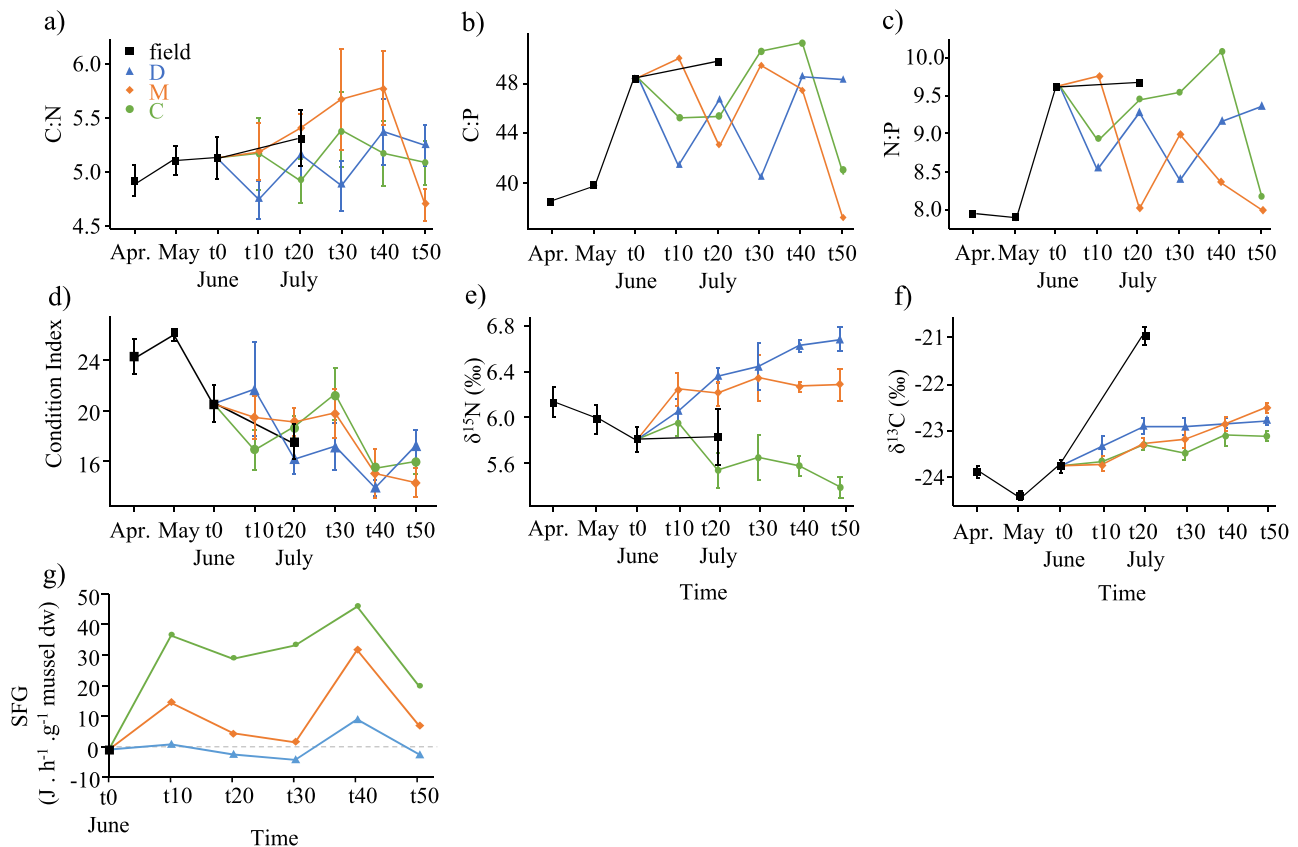 a)
C:N
6.0
5.5
5.0
4.5
field
D
M
C
Apr. May t0 t10 t20 t30 t40 t50
June July
b)
C:P
48
44
40
Apr. May t0 t10 t20 t30 t40 t50
June July
c)
N:P
10.0
9.5
9.0
8.5
8.0
Apr. May t0 t10 t20 t30 t40 t50
June July
d)
Condition Index
24
20
16
Apr. May t0 t10 t20 t30 t40 t50
June July
e)
δ¹⁵N (‰)
6.8
6.4
6.0
5.6
Apr. May t0 t10 t20 t30 t40 t50
June July
Time
f)
δ¹³C (‰)
-21
-22
-23
-24
Apr. May t0 t10 t20 t30 t40 t50
June July
Time
g)
SFG
(J . h⁻¹ .g⁻¹ mussel dw)
50
40
30
20
10
0
-10
t0 t10 t20 t30 t40 t50
June
Time